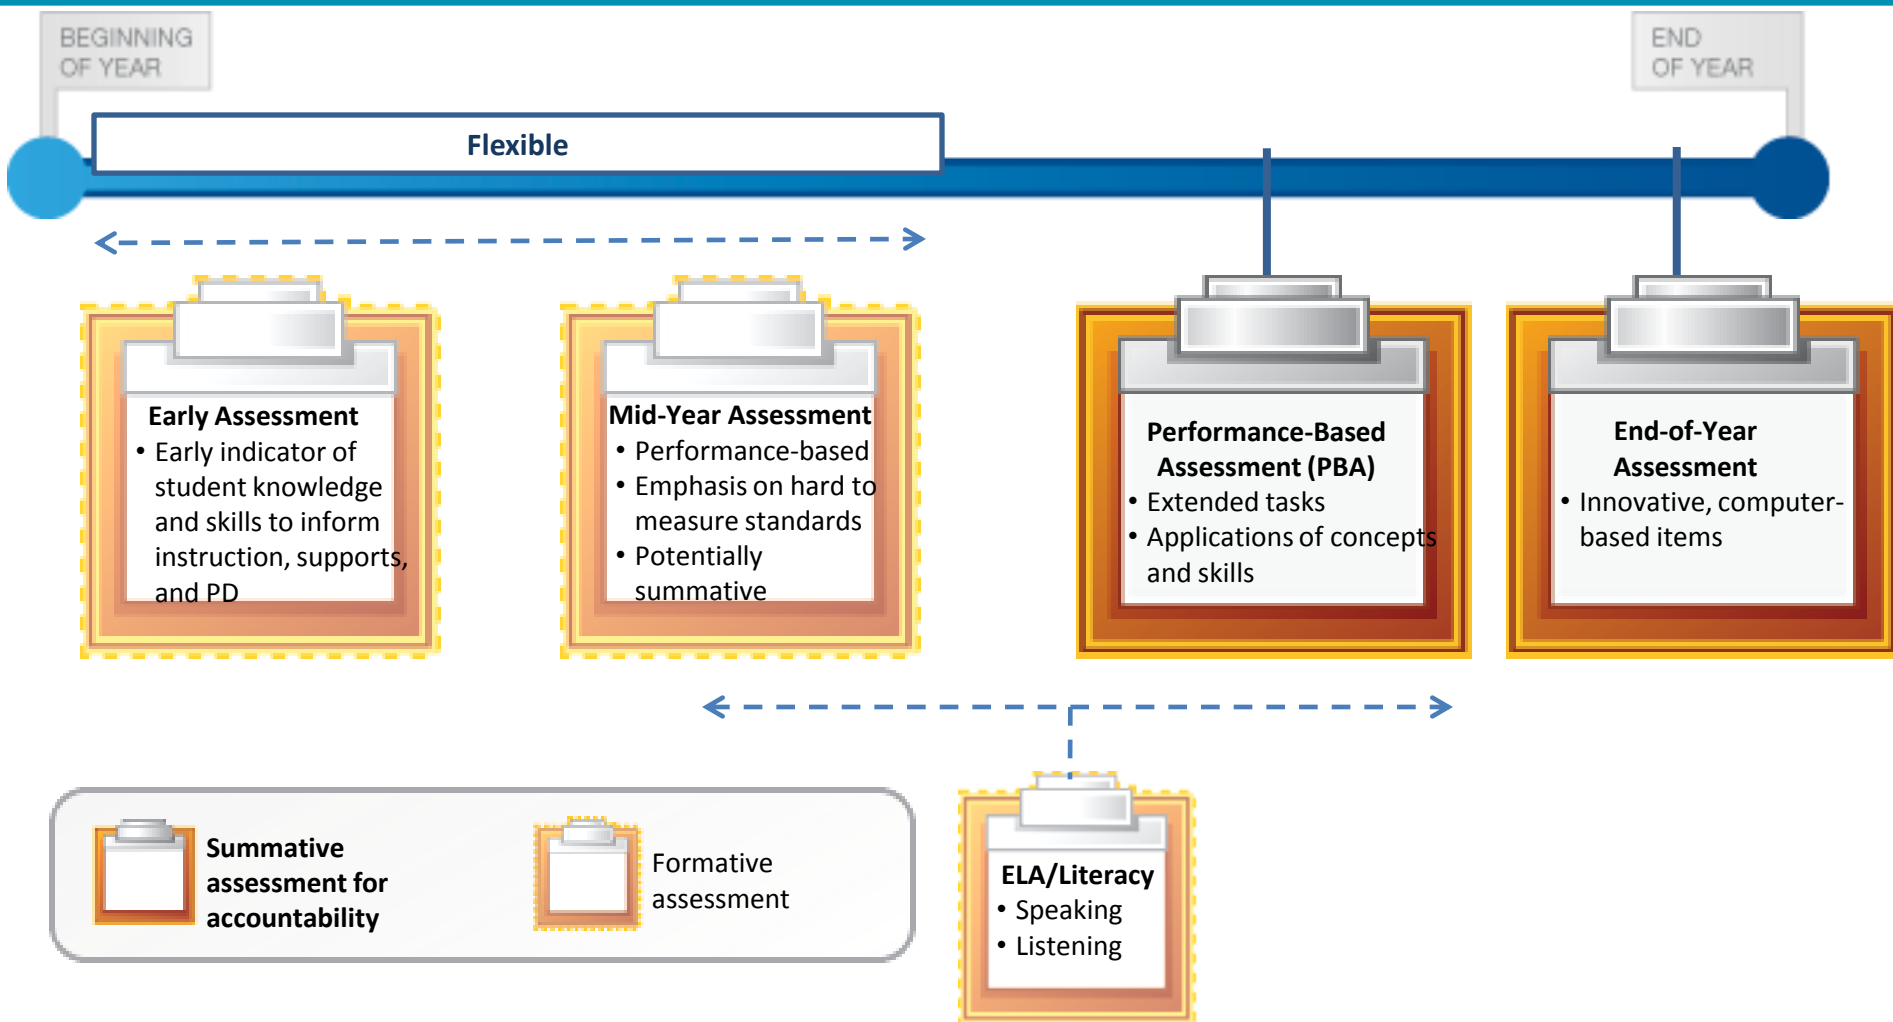 BEGINNING
OF YEAR
END
OF YEAR
Flexible
Early Assessment
• Early indicator of
student knowledge
and skills to inform
instruction, supports,
and PD
Mid-Year Assessment
• Performance-based
• Emphasis on hard to
measure standards
• Potentially
summative
Performance-Based
Assessment (PBA)
• Extended tasks
• Applications of concepts
and skills
End-of-Year
Assessment
• Innovative, computer-
based items
Summative
assessment for
accountability
Formative
assessment
ELA/Literacy
• Speaking
• Listening